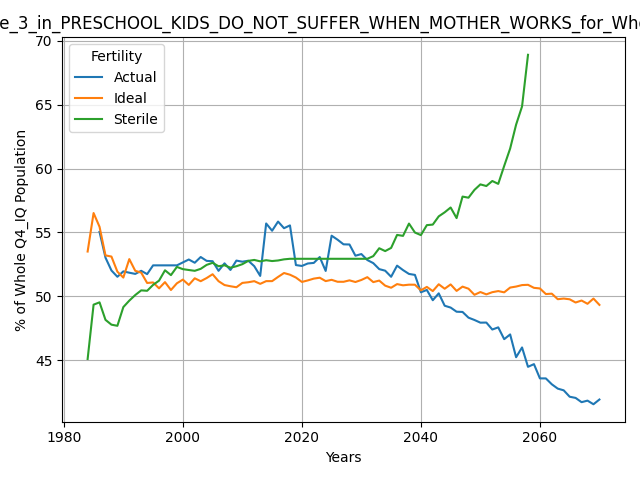 e_3_in_PRESCHOOL_KIDS_DO_NOT_SUFFER_WHEN_MOTHER_WORKS_for_Who
70
65
60
55
50
45
% of Whole Q4_IQ Population
Fertility
Actual
Ideal
Sterile
1980
2000
2020
2040
2060
Years